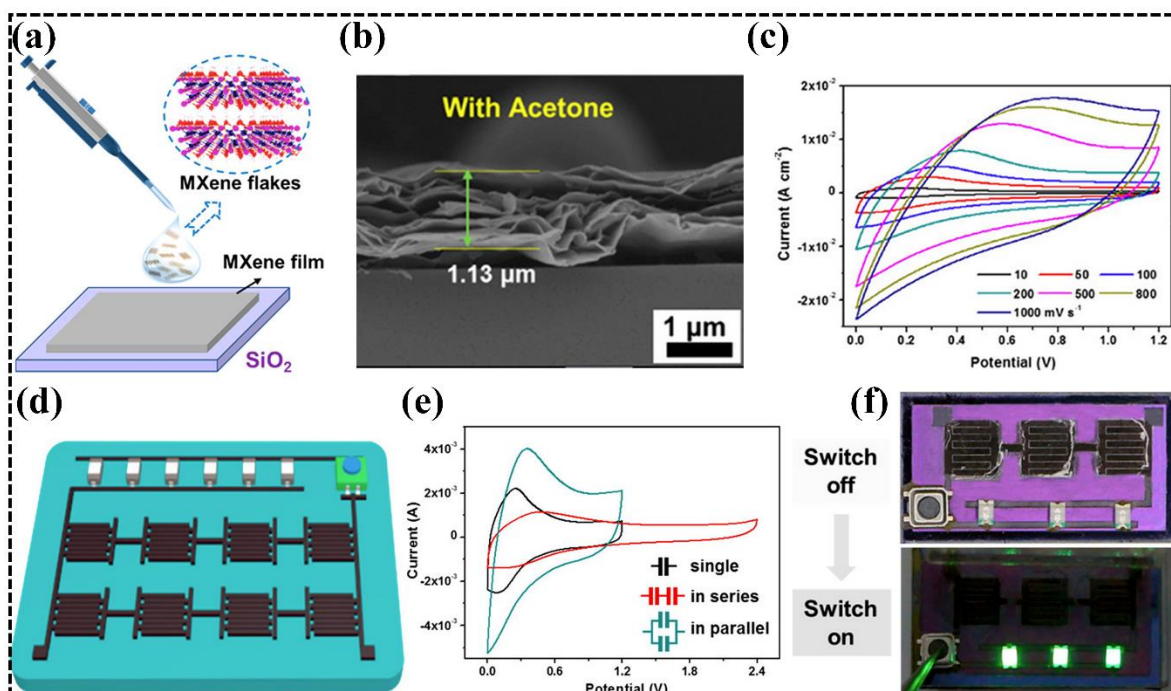 (a)
MXene flakes
MXene film
SiO₂
(b)
With Acetone
1.13 µm
1 µm
(c)
Current (A cm⁻²)
2x10⁻²
1x10⁻²
0
-1x10⁻²
-2x10⁻²
10 50 100
200 500 800
1000 mV s⁻¹
0.0 0.2 0.4 0.6 0.8 1.0 1.2
Potential (V)
(d)
(e)
Current (A)
4x10⁻³
2x10⁻³
0
-2x10⁻³
-4x10⁻³
single
in series
in parallel
0.0 0.6 1.2 1.8 2.4
Potential (V)
(f)
Switch
off
Switch
on